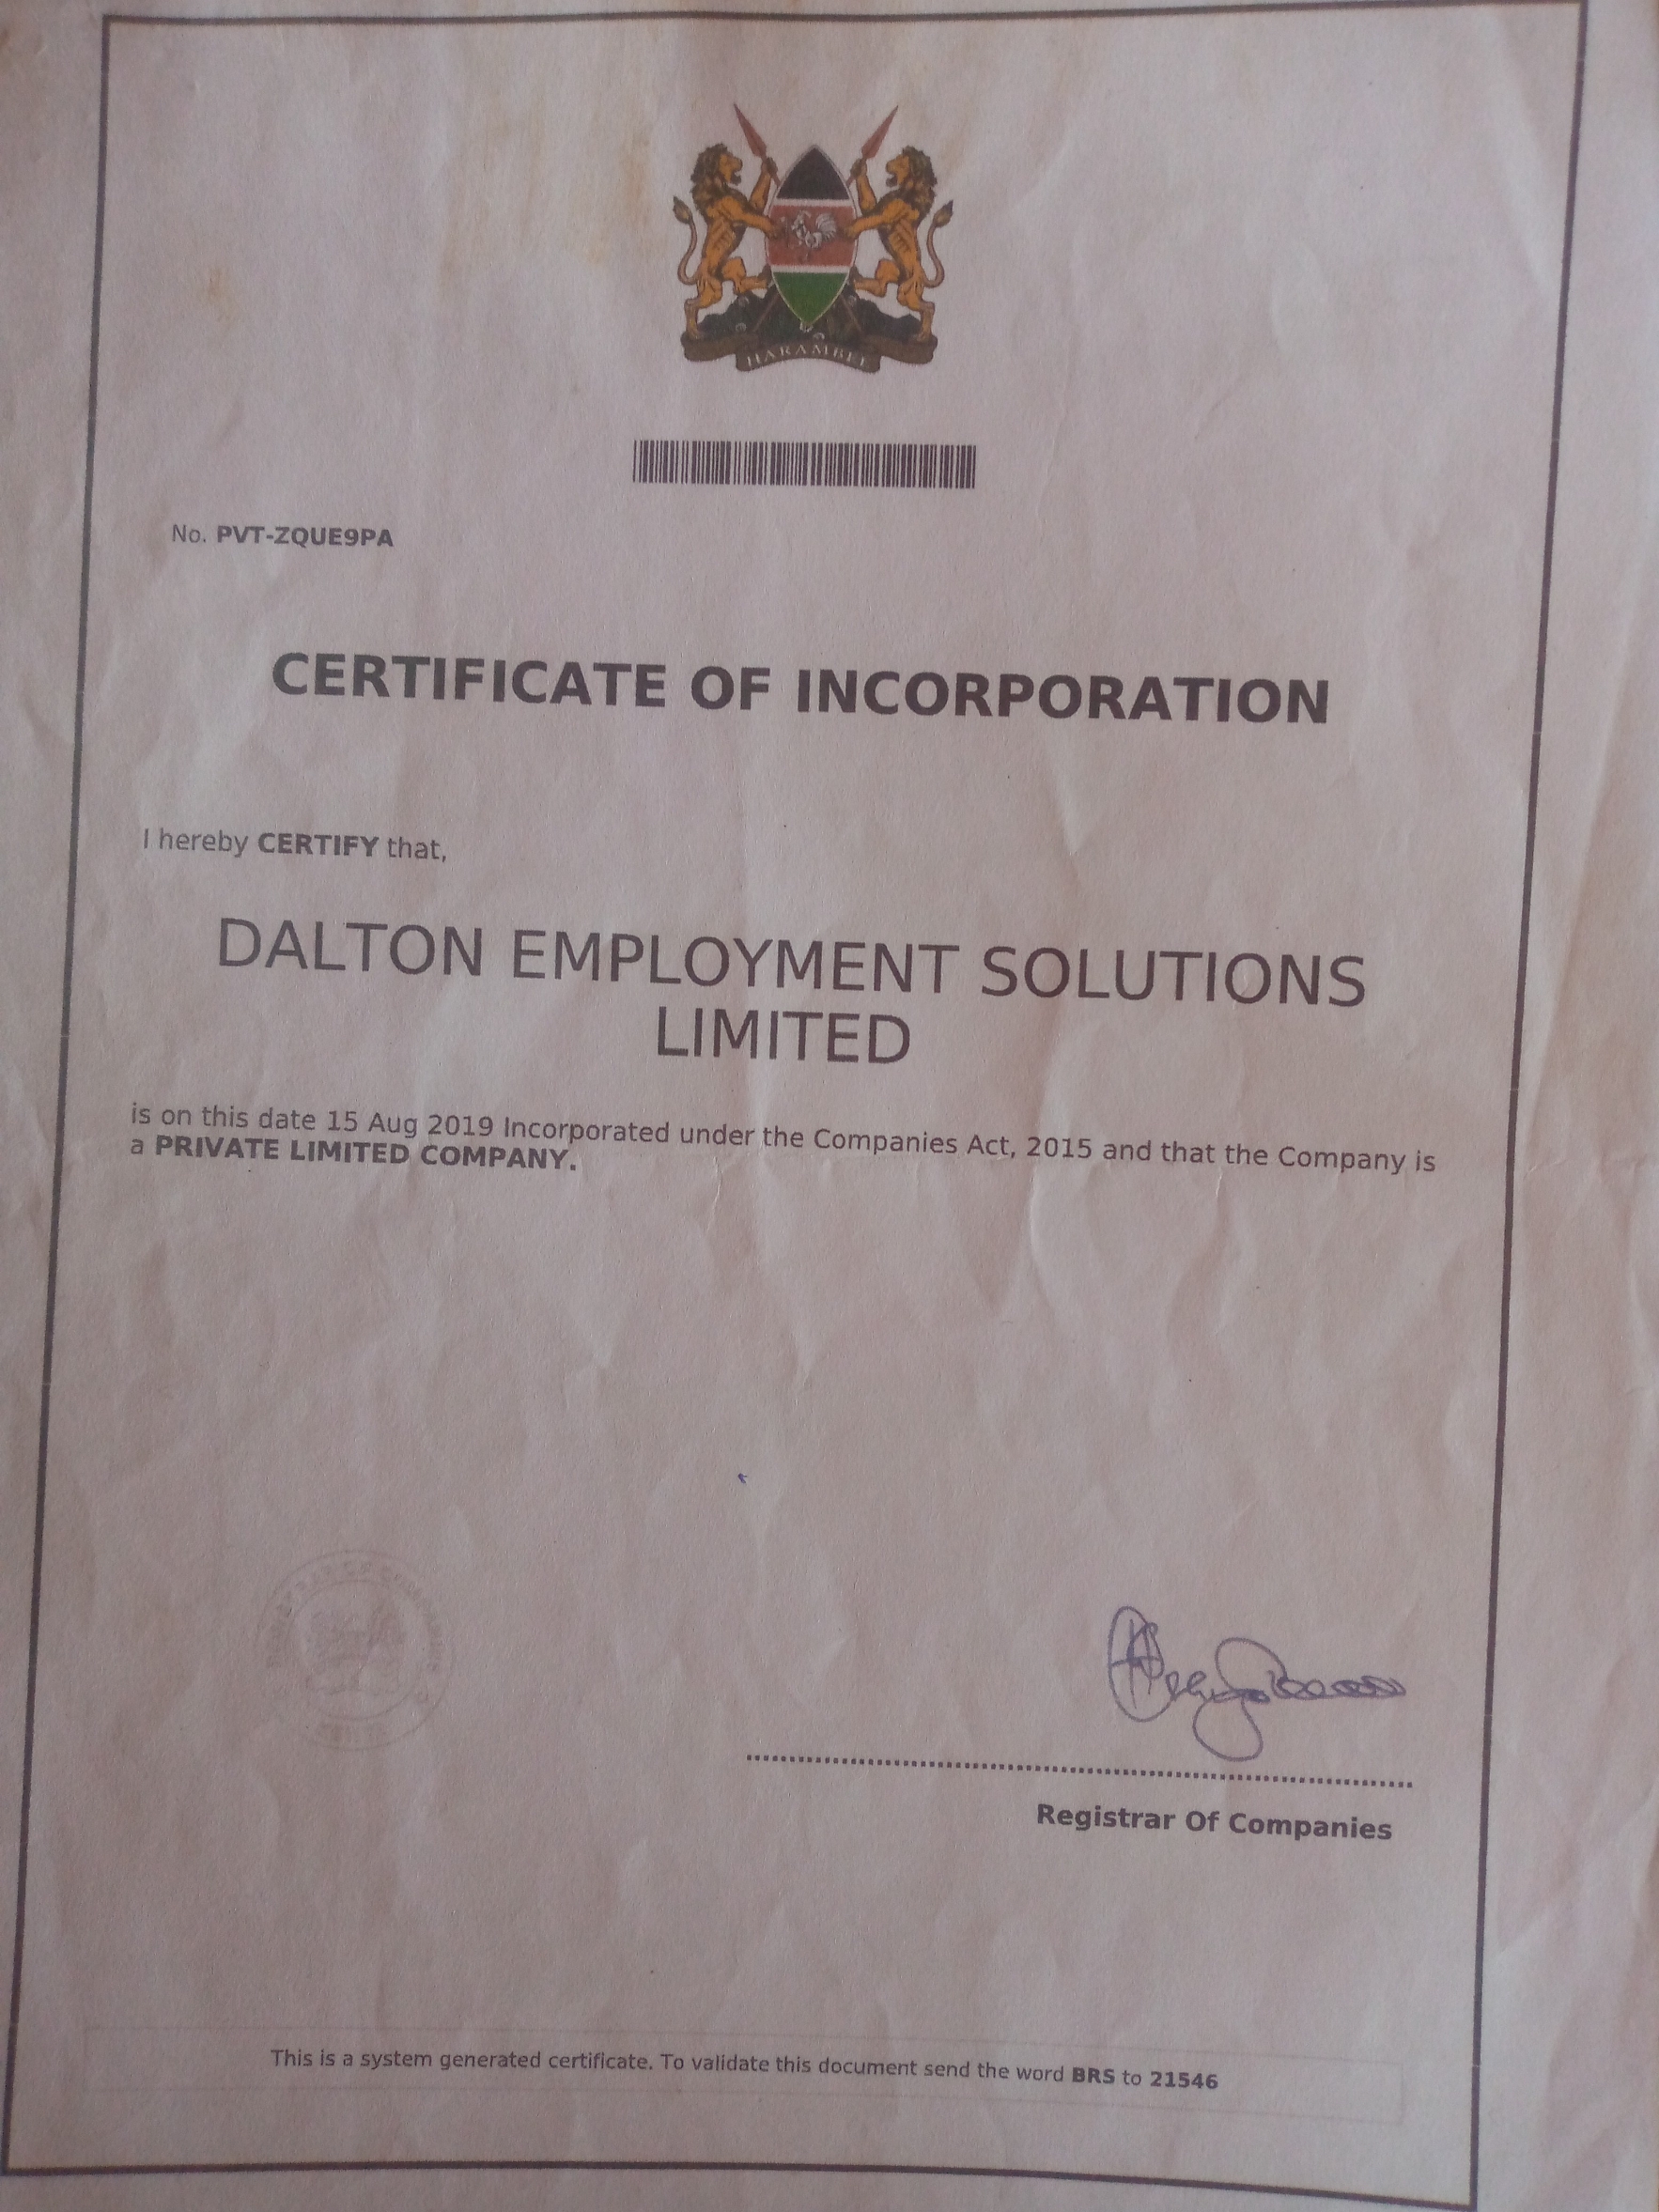 HARAMBEE
No. PVT-ZQUE9PA
CERTIFICATE OF INCORPORATION
I hereby CERTIFY that,
DALTON EMPLOYMENT SOLUTIONS
LIMITED
is on this date 15 Aug 2019 Incorporated under the Companies Act, 2015 and that the Company is
a PRIVATE LIMITED COMPANY.
Registrar Of Companies
This is a system generated certificate. To validate this document send the word BRS to 21546